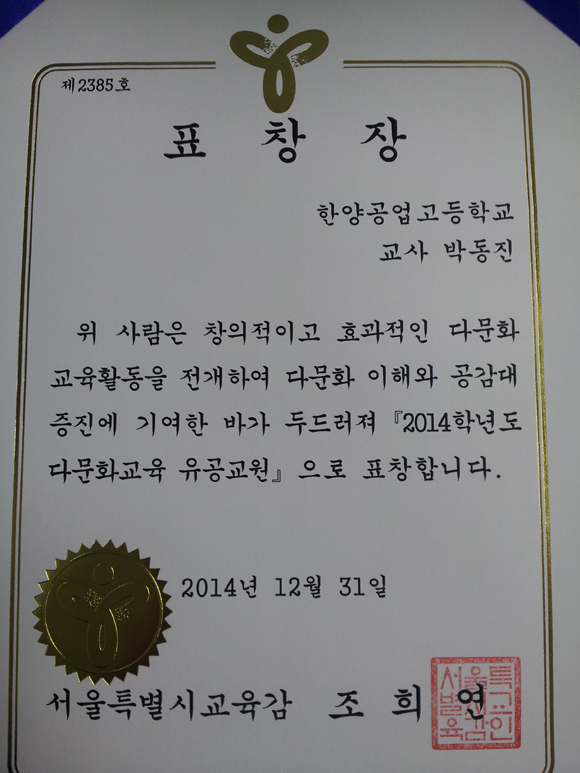 제2385호
표 창 장
한양공업고등학교
교사 박동진
위 사람은 창의적이고 효과적인 다문화
교육활동을 전개하여 다문화 이해와 공감대
증진에 기여한 바가 두드러져 『2014학년도
다문화교육 유공교원』으로 표창합니다.
2014년 12월 31일
서울특별시교육감 조 희 연
서울특
별시교
육감인